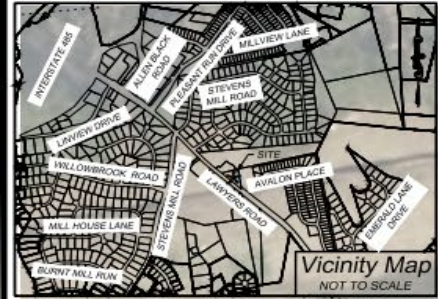 INTERSTATE 485
ALLEN BLACK
ROAD
PLEASANT RUN DRIVE
MILLVIEW LANE
STEVENS
MILL ROAD
LINVIEW DRIVE
WILLOWBROOK ROAD
SITE
AVALON PLACE
LAWYERS ROAD
STEVENS MILL ROAD
EMERALD LANE
DRIVE
MILL HOUSE LANE
BURNT MILL RUN
Vicinity Map
NOT TO SCALE